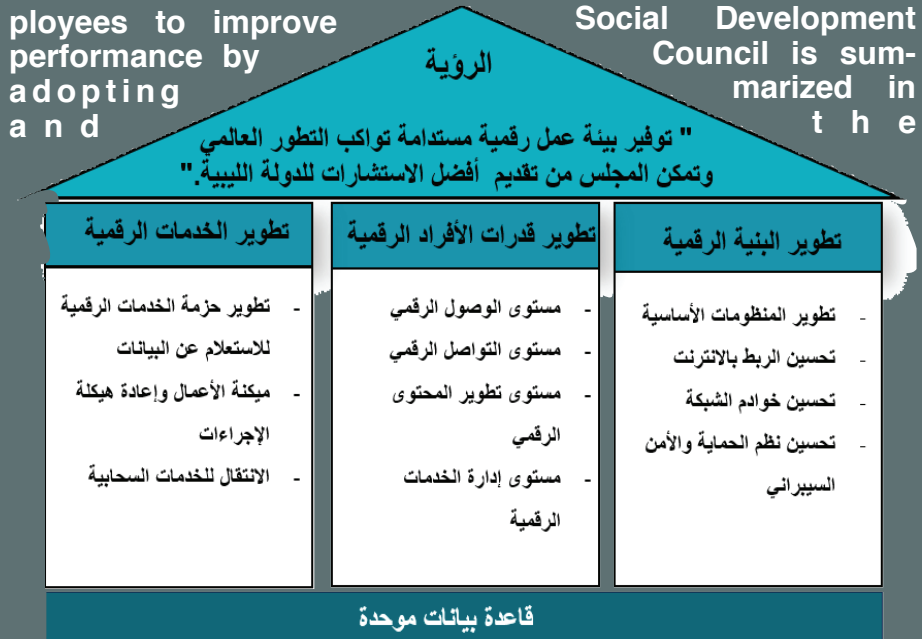 ployees to improve
performance by
adopting
and
Social Development
Council is sum-
marized in
the
الرؤية
" توفير بيئة عمل رقمية مستدامة تواكب التطور العالمي
وتمكن المجلس من تقديم أفضل الاستشارات للدولة الليبية."
تطوير البنية الرقمية
- تطوير المنظومات الأساسية
- تحسين الربط بالانترنت
- تحسين خوادم الشبكة
- تحسين نظم الحماية والأمن
السيبراني
تطوير قدرات الأفراد الرقمية
- مستوى الوصول الرقمي
- مستوى التواصل الرقمي
- مستوى تطوير المحتوى
الرقمي
- مستوى إدارة الخدمات
الرقمية
تطوير الخدمات الرقمية
- تطوير حزمة الخدمات الرقمية
للاستعلام عن البيانات
- ميكنة الأعمال وإعادة هيكلة
الإجراءات
- الانتقال للخدمات السحابية
قاعدة بيانات موحدة